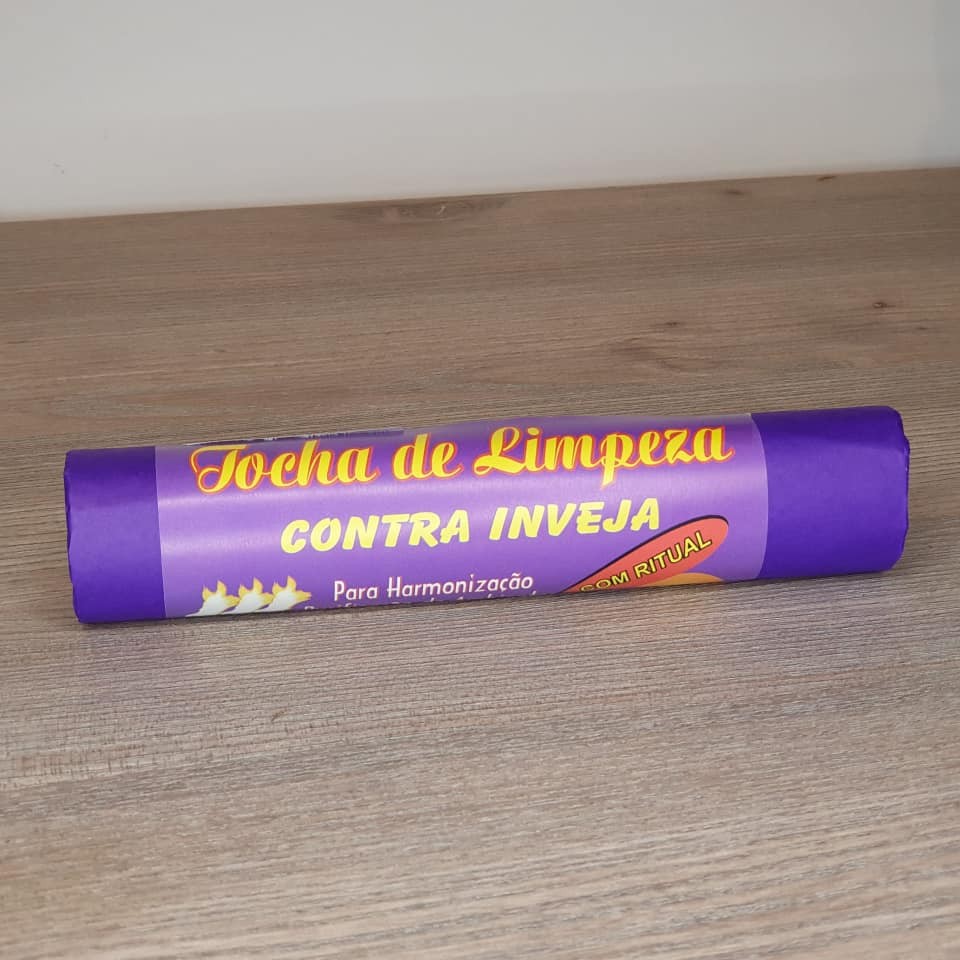 Tocha de Limpeza
CONTRA INVEJA
COM RITUAL
Para Harmonização